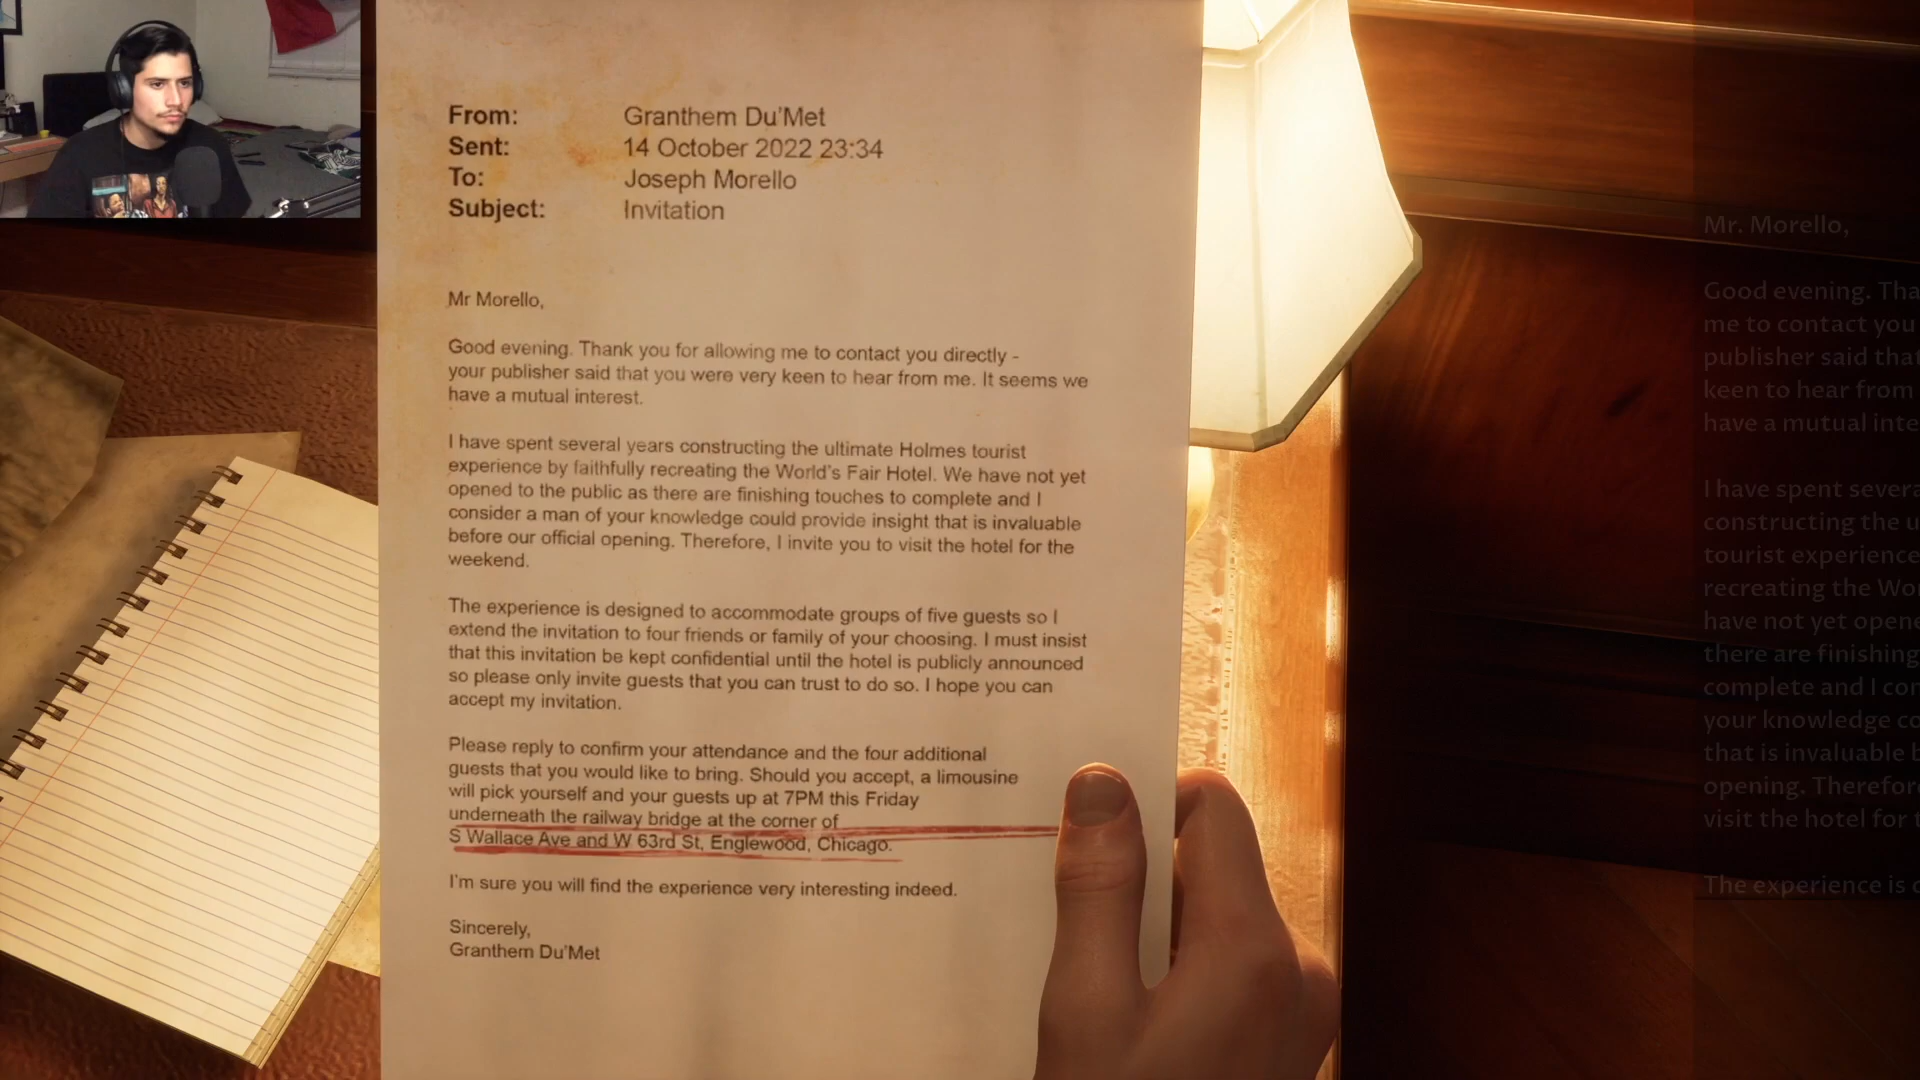 From: Granthem Du'Met
Sent: 14 October 2022 23:34
To: Joseph Morello
Subject: Invitation
Mr Morello,
Good evening. Thank you for allowing me to contact you directly -
your publisher said that you were very keen to hear from me. It seems we
have a mutual interest.
I have spent several years constructing the ultimate Holmes tourist
experience by faithfully recreating the World's Fair Hotel. We have not yet
opened to the public as there are finishing touches to complete and I
consider a man of your knowledge could provide insight that is invaluable
before our official opening. Therefore, I invite you to visit the hotel for the
weekend.
The experience is designed to accommodate groups of five guests so I
extend the invitation to four friends or family of your choosing. I must insist
that this invitation be kept confidential until the hotel is publicly announced
so please only invite guests that you can trust to do so. I hope you can
accept my invitation.
Please reply to confirm your attendance and the four additional
guests that you would like to bring. Should you accept, a limousine
will pick yourself and your guests up at 7PM this Friday
underneath the railway bridge at the corner of
S Wallace Ave and W 63rd St, Englewood, Chicago.
I'm sure you will find the experience very interesting indeed.
Sincerely,
Granthem Du'Met
Mr. Morello,
Good evening. Tha
me to contact you
publisher said that
keen to hear from
have a mutual inte
I have spent severa
constructing the u
tourist experience
recreating the Wor
have not yet opene
there are finishing
complete and I con
your knowledge co
that is invaluable b
opening. Therefore
visit the hotel for t
The experience is d